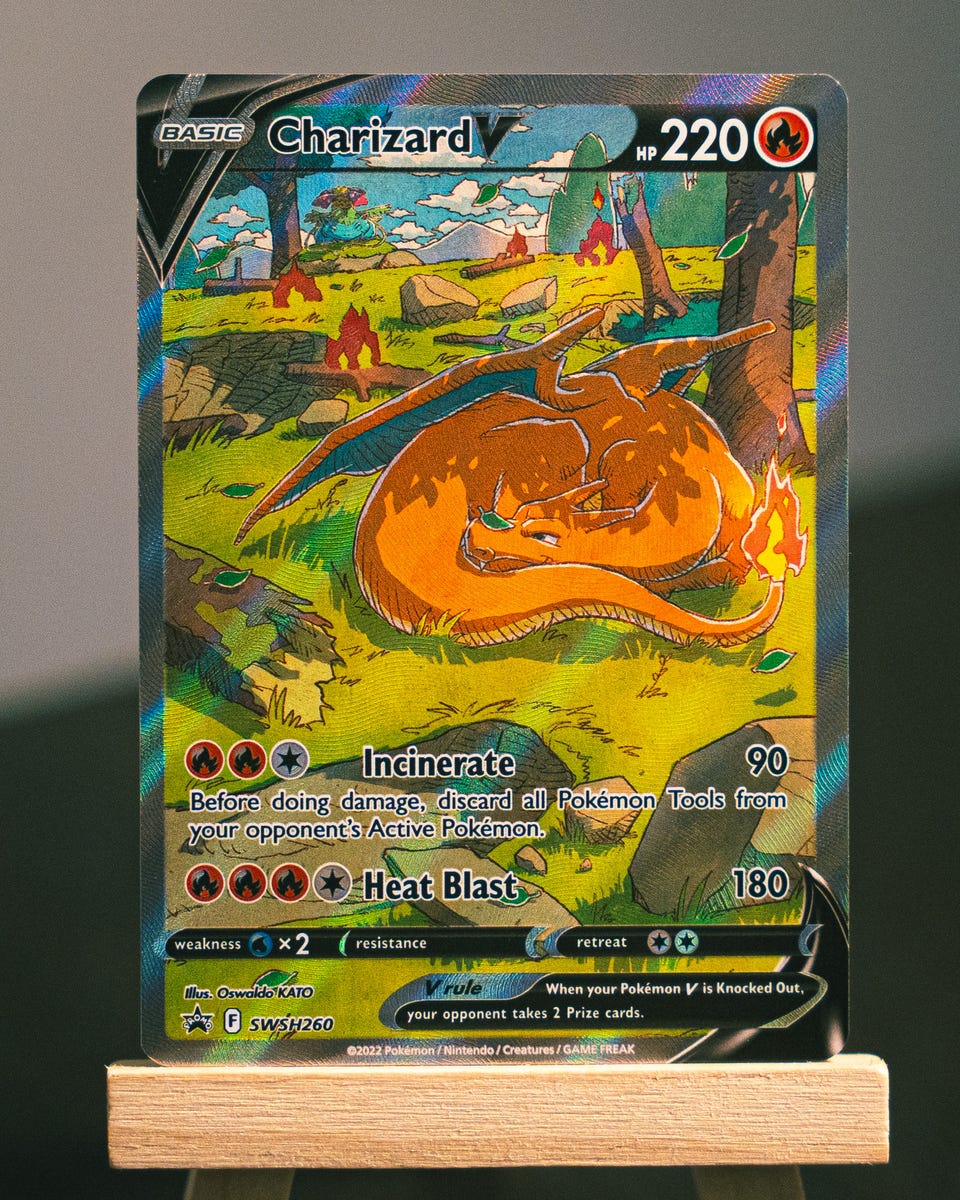 BASIC Charizard V HP 220
Incinerate 90
Before doing damage, discard all Pokémon Tools from
your opponent's Active Pokémon.
Heat Blast 180
weakness ×2 resistance retreat
Illus. Oswaldo KATO
V rule When your Pokémon V is Knocked Out,
your opponent takes 2 Prize cards.
PROMO F SWSH260
©2022 Pokémon / Nintendo / Creatures / GAME FREAK